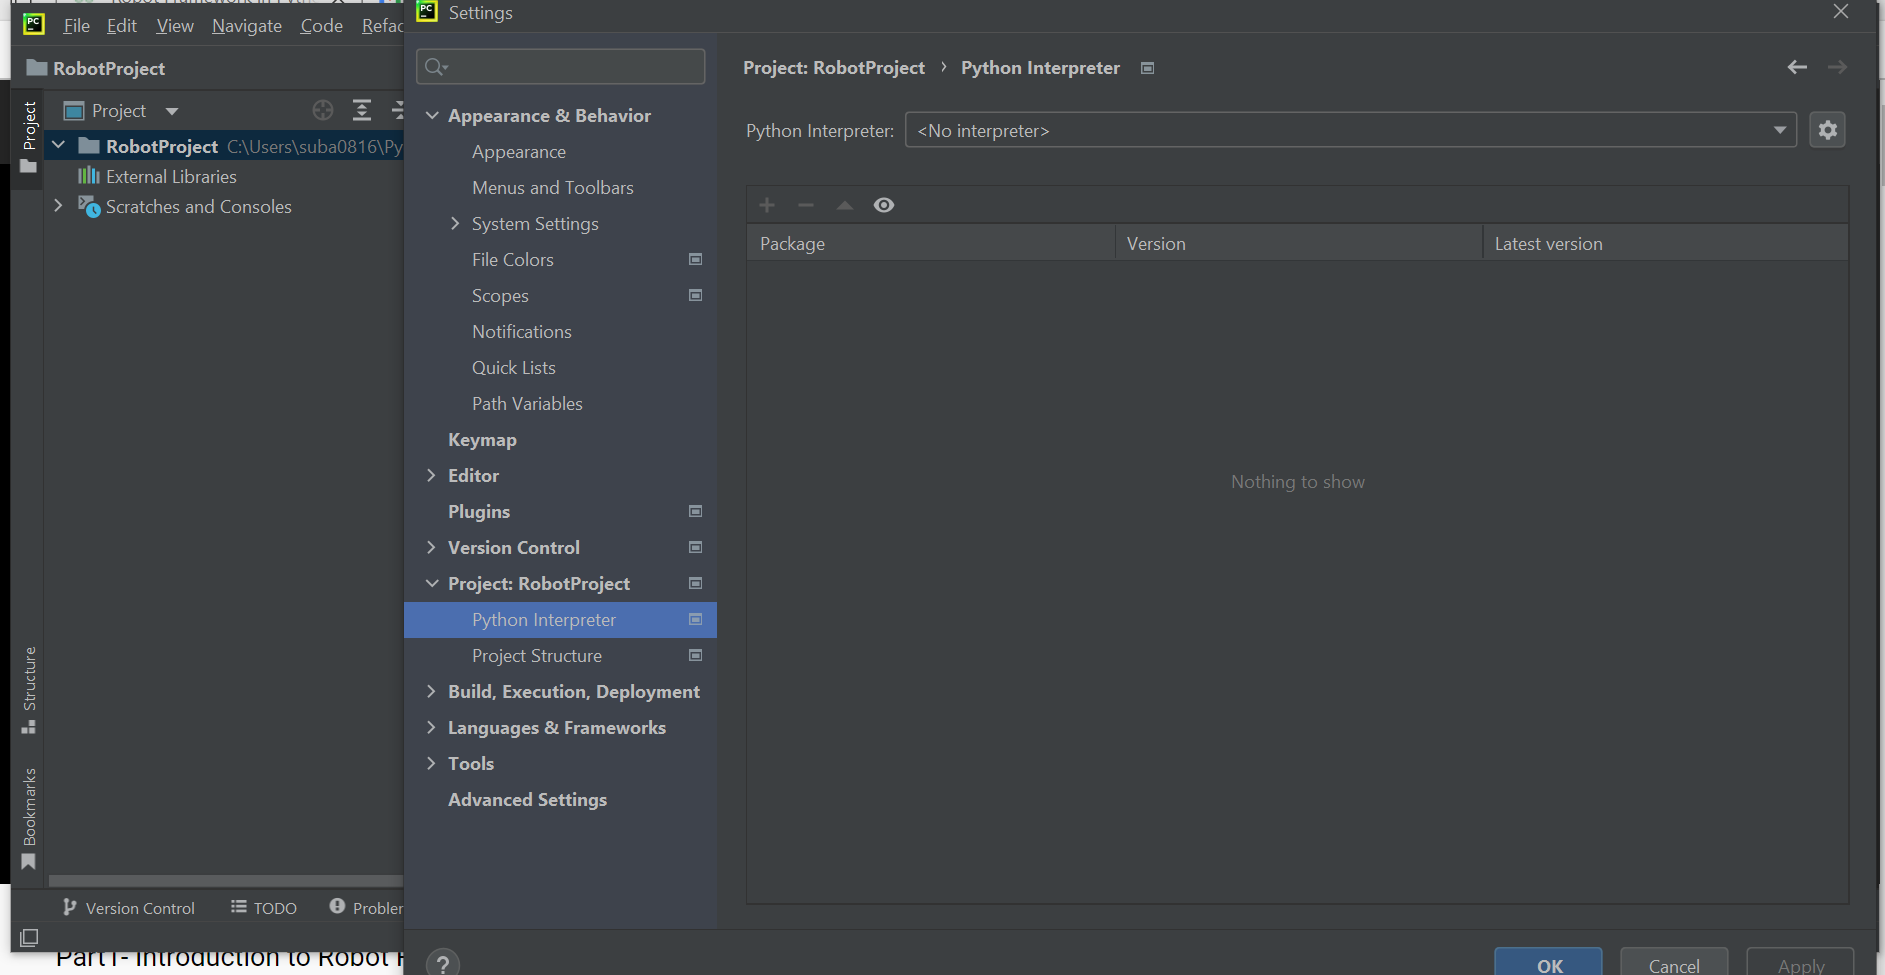 Settings
File Edit View Navigate Code Refac
RobotProject
Project
RobotProject C:\Users\suba0816\Py
External Libraries
Scratches and Consoles
Project
Structure
Bookmarks
Version Control
TODO
Probler
Part1- Introduction to Robot
Appearance & Behavior
Appearance
Menus and Toolbars
System Settings
File Colors
Scopes
Notifications
Quick Lists
Path Variables
Keymap
Editor
Plugins
Version Control
Project: RobotProject
Python Interpreter
Project Structure
Build, Execution, Deployment
Languages & Frameworks
Tools
Advanced Settings
Project: RobotProject › Python Interpreter
Python Interpreter: <No interpreter>
Package Version Latest version
Nothing to show
?
OK Cancel Apply